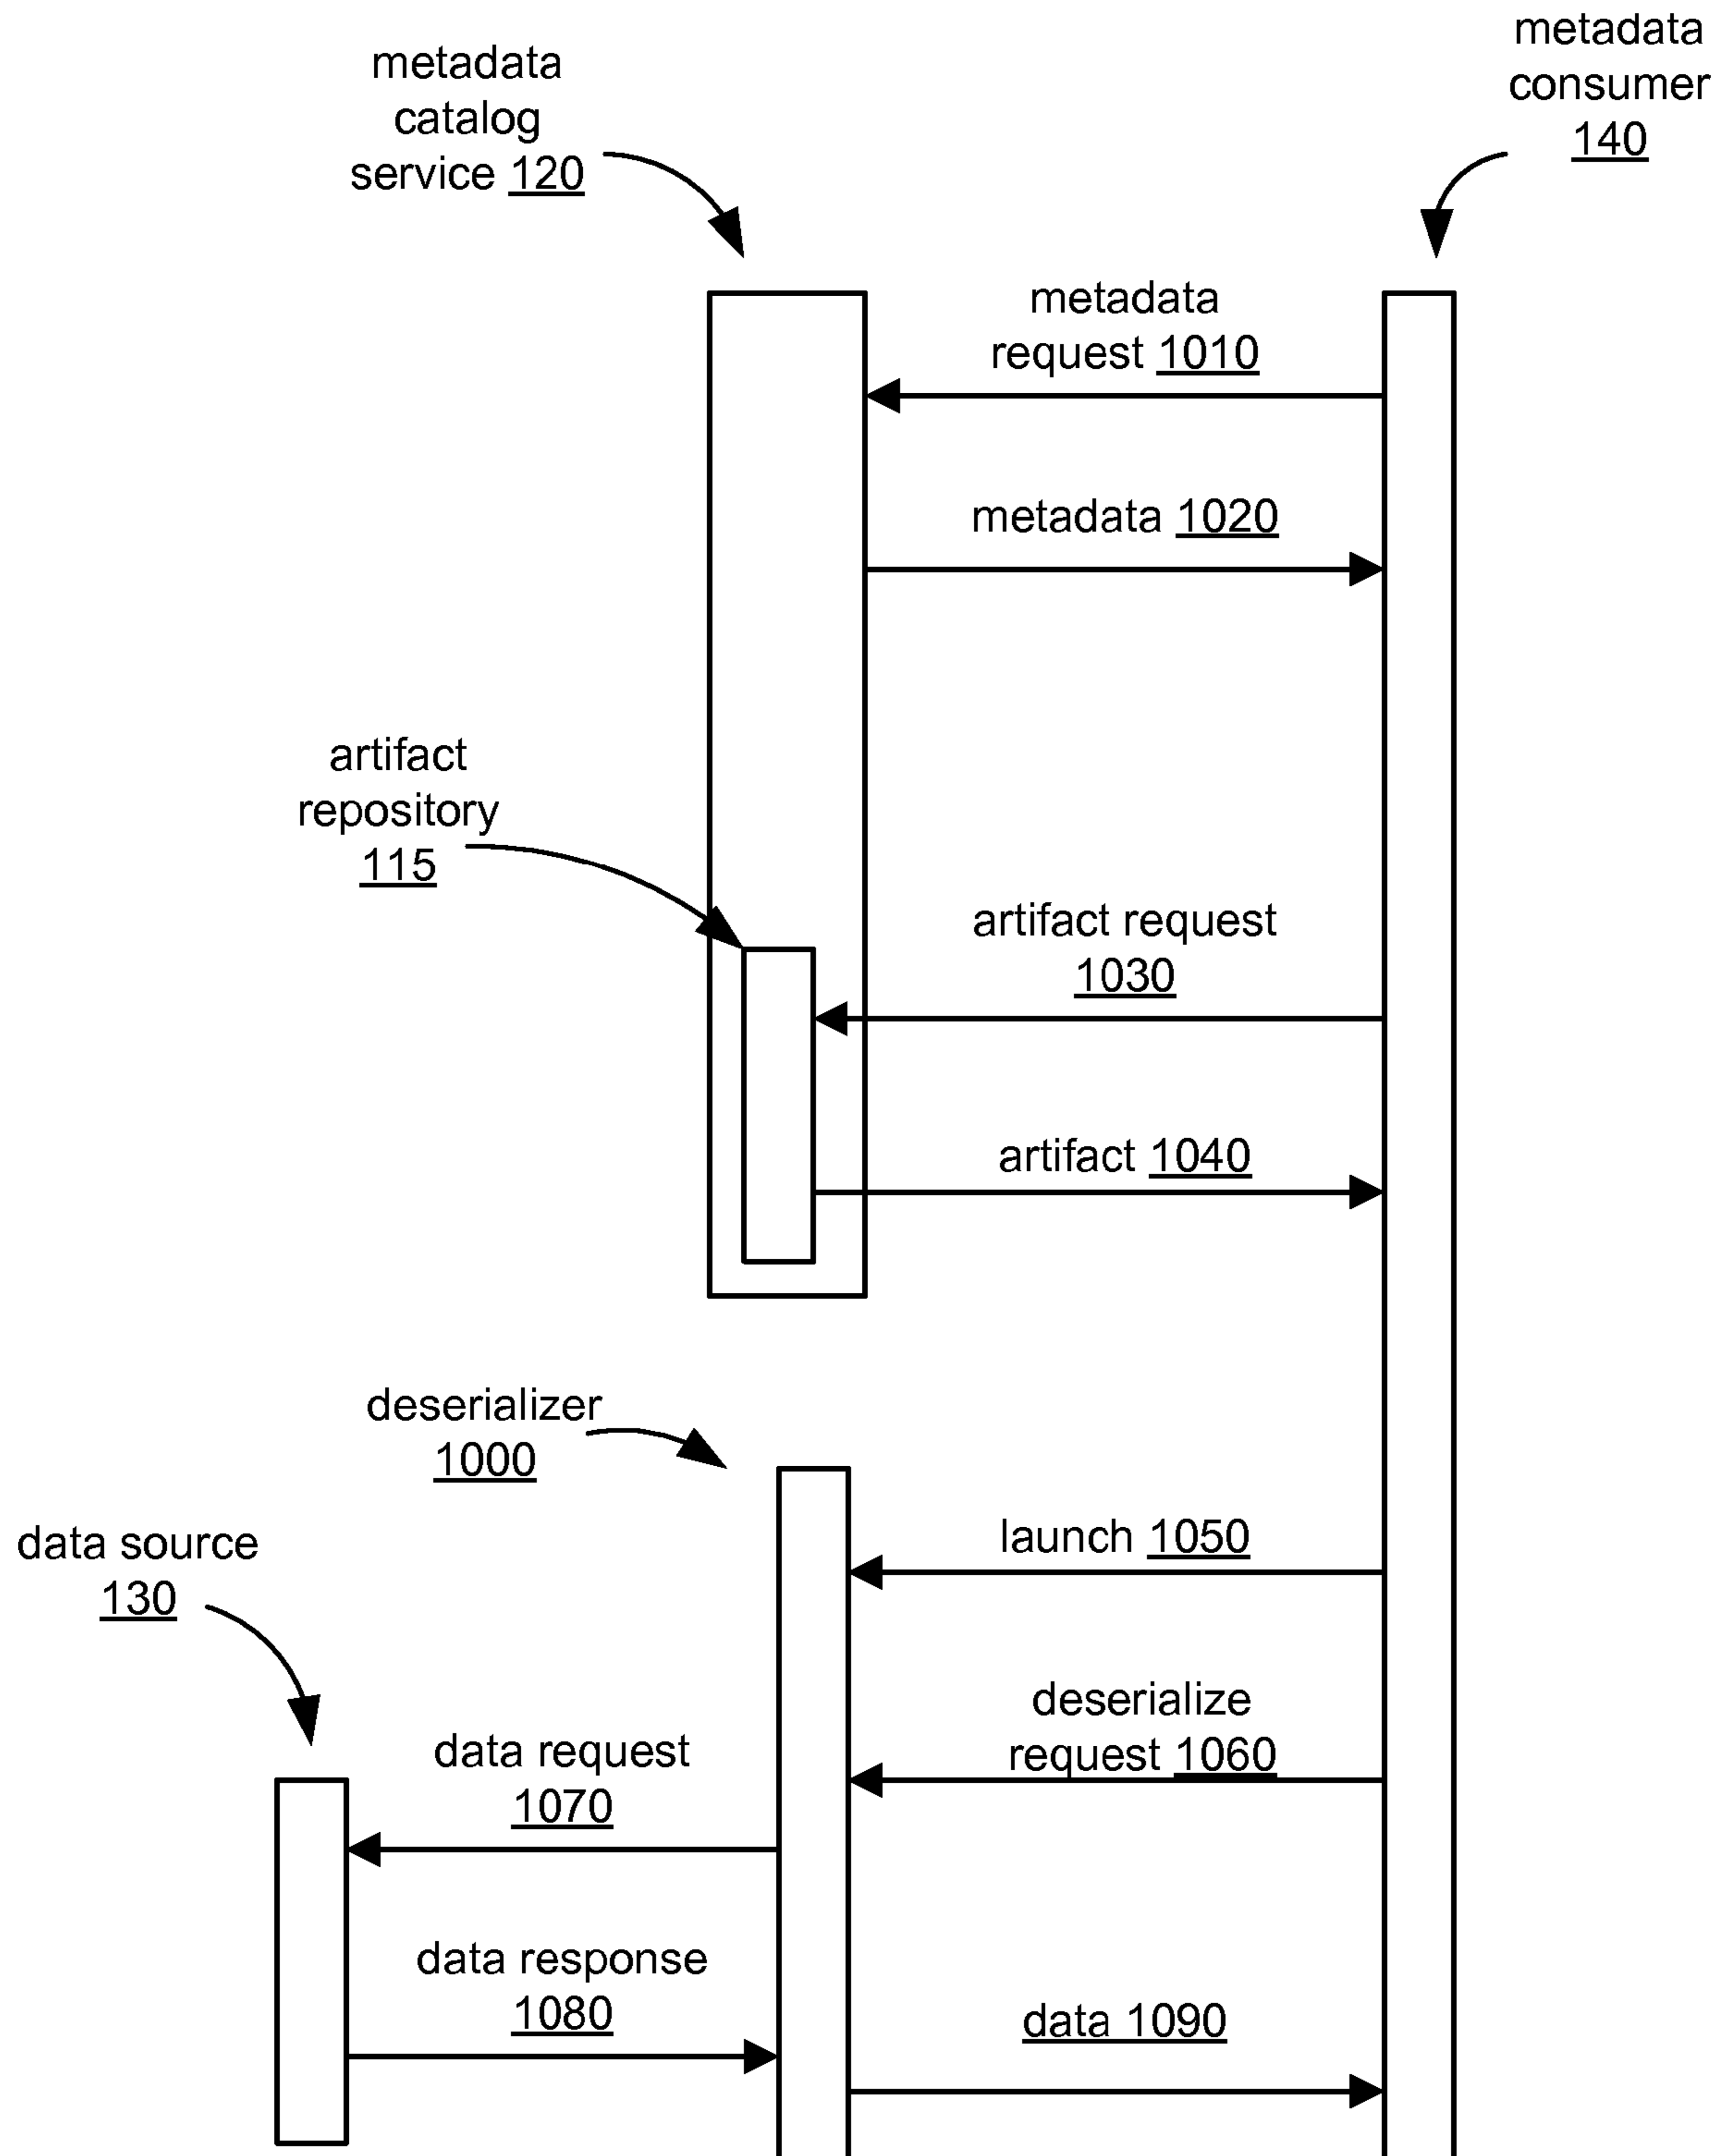 metadata
catalog
service 120
metadata
consumer
140
metadata
request 1010
metadata 1020
artifact
repository
115
artifact request
1030
artifact 1040
deserializer
1000
launch 1050
data source
130
deserialize
request 1060
data request
1070
data response
1080
data 1090